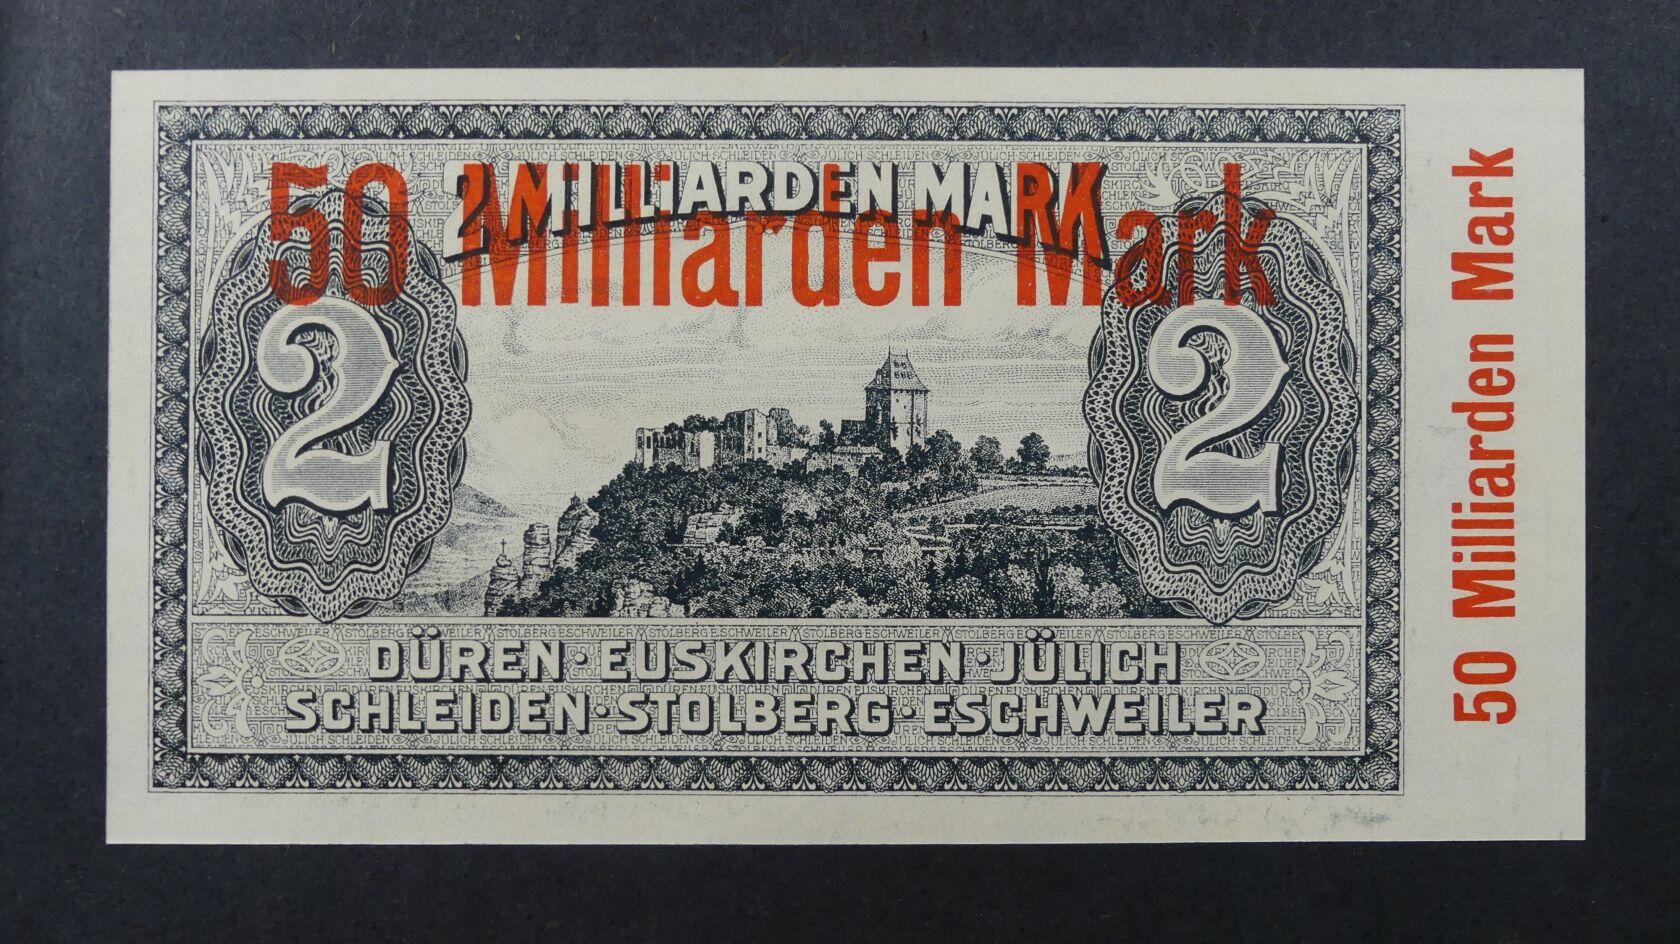 2 MILLIARDEN MARK
50 Milliarden Mark
2
2
DÜREN·EUSKIRCHEN·JÜLICH
SCHLEIDEN·STOLBERG·ESCHWEILER
50 Milliarden Mark